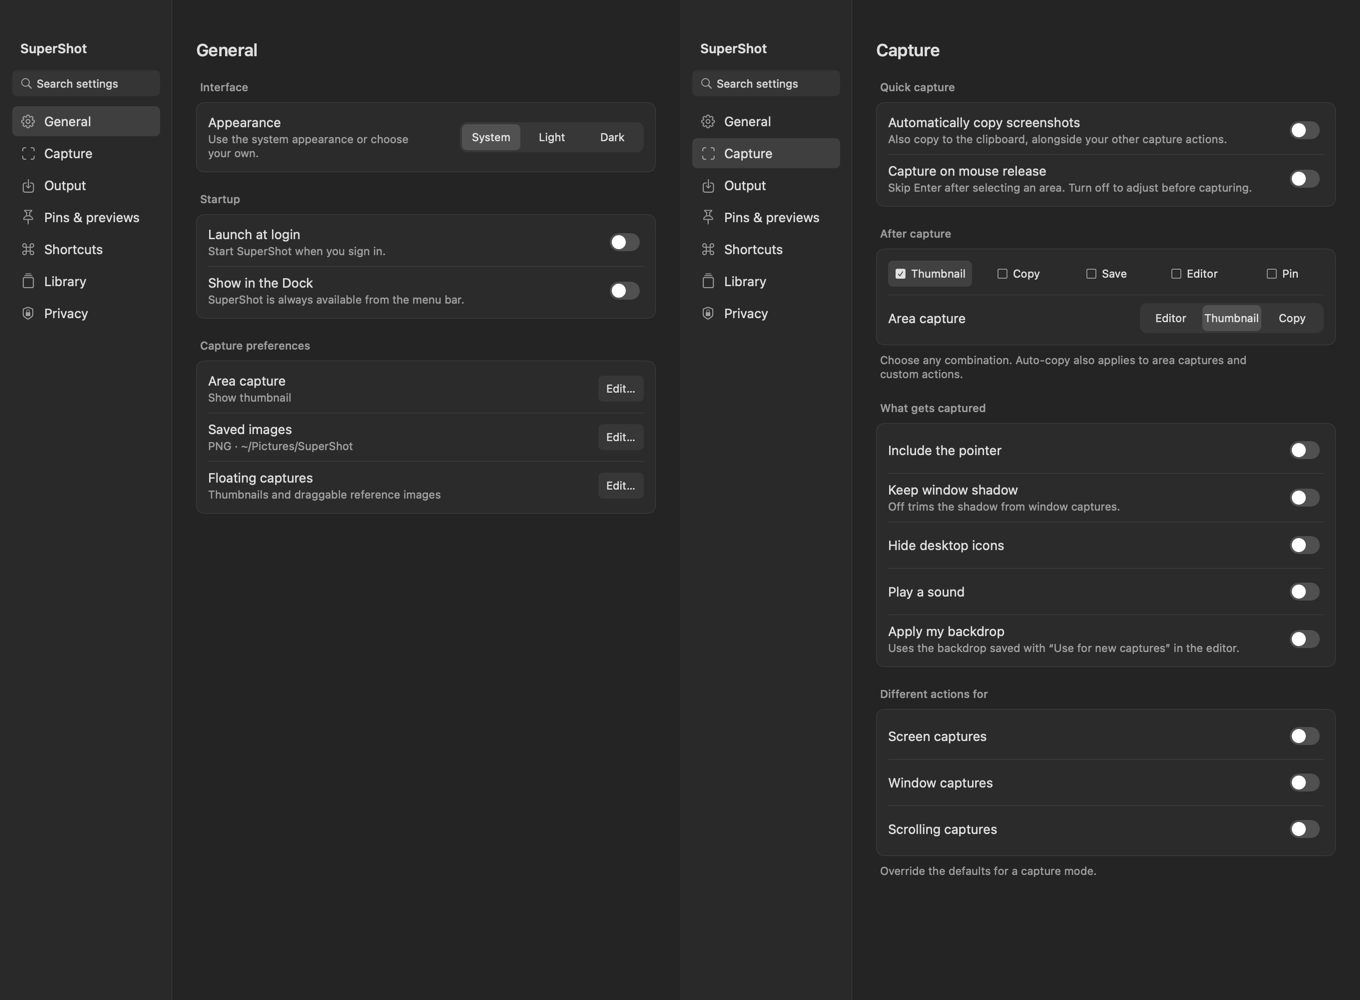 SuperShot
Search settings
General
Capture
Output
Pins & previews
Shortcuts
Library
Privacy
General
Interface
Appearance
Use the system appearance or choose
your own.
System Light Dark
Startup
Launch at login
Start SuperShot when you sign in.
Show in the Dock
SuperShot is always available from the menu bar.
Capture preferences
Area capture
Show thumbnail
Edit...
Saved images
PNG · ~/Pictures/SuperShot
Edit...
Floating captures
Thumbnails and draggable reference images
Edit...
SuperShot
Search settings
General
Capture
Output
Pins & previews
Shortcuts
Library
Privacy
Capture
Quick capture
Automatically copy screenshots
Also copy to the clipboard, alongside your other capture actions.
Capture on mouse release
Skip Enter after selecting an area. Turn off to adjust before capturing.
After capture
Thumbnail Copy Save Editor Pin
Area capture Editor Thumbnail Copy
Choose any combination. Auto-copy also applies to area captures and
custom actions.
What gets captured
Include the pointer
Keep window shadow
Off trims the shadow from window captures.
Hide desktop icons
Play a sound
Apply my backdrop
Uses the backdrop saved with “Use for new captures” in the editor.
Different actions for
Screen captures
Window captures
Scrolling captures
Override the defaults for a capture mode.